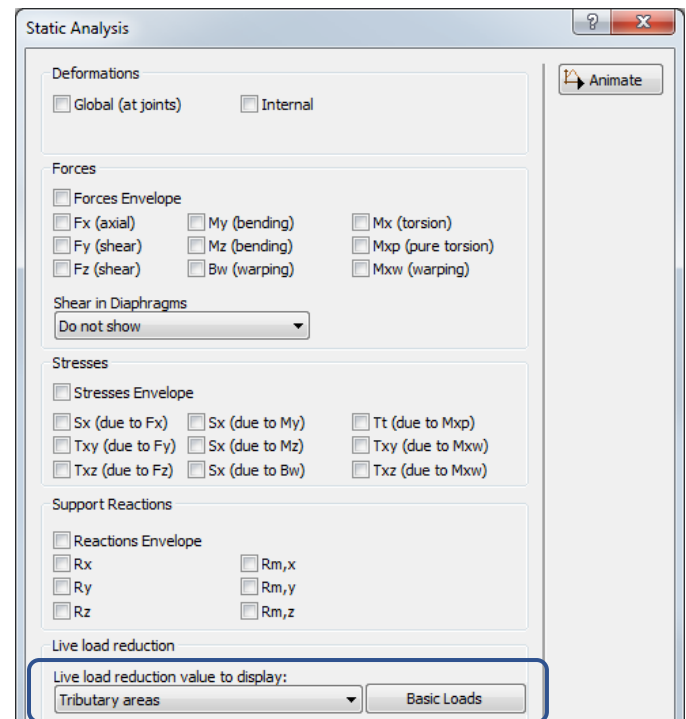 Static Analysis
Animate
Deformations
Global (at joints) Internal
Forces
Forces Envelope
Fx (axial) My (bending) Mx (torsion)
Fy (shear) Mz (bending) Mxp (pure torsion)
Fz (shear) Bw (warping) Mxw (warping)
Shear in Diaphragms
Do not show
Stresses
Stresses Envelope
Sx (due to Fx) Sx (due to My) Tt (due to Mxp)
Txy (due to Fy) Sx (due to Mz) Txy (due to Mxw)
Txz (due to Fz) Sx (due to Bw) Txz (due to Mxw)
Support Reactions
Reactions Envelope
Rx Rm,x
Ry Rm,y
Rz Rm,z
Live load reduction
Live load reduction value to display:
Tributary areas Basic Loads